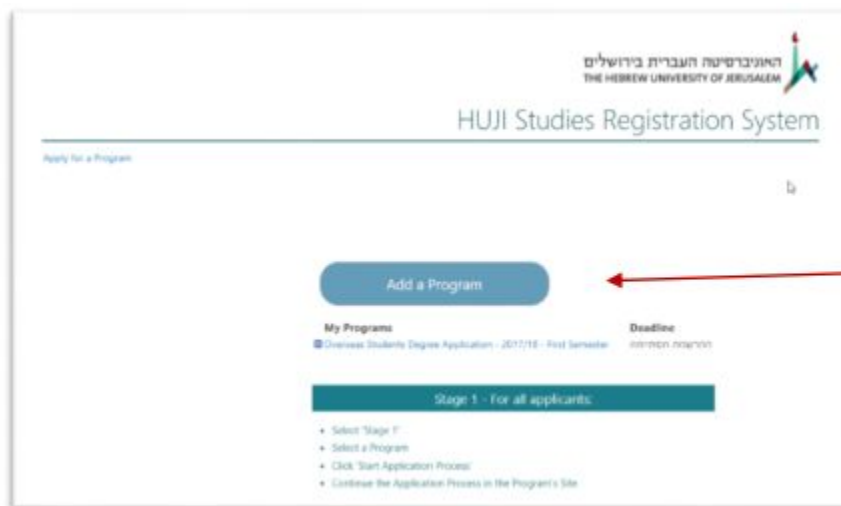 האוניברסיטה העברית בירושלים
THE HEBREW UNIVERSITY OF JERUSALEM
HUJI Studies Registration System
Apply for a Program
Add a Program
My Programs Deadline
Overseas Students Degree Application - 2017/18 - First Semester ההרשמה הסתיימה
Stage 1 - For all applicants:
Select 'Stage 1'
Select a Program
Click 'Start Application Process'
Continue the Application Process in the Program's Site